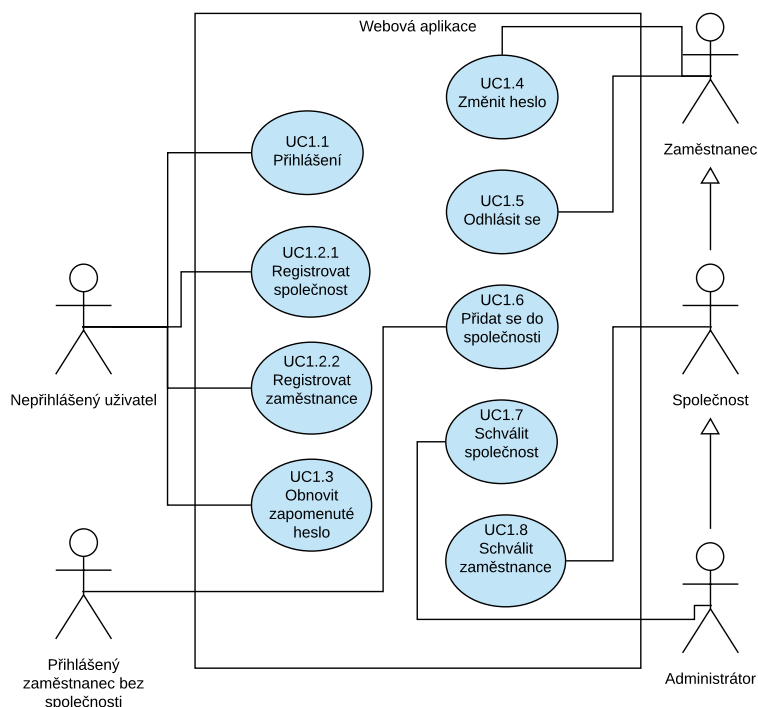 Webová aplikace
UC1.1
Přihlášení
UC1.2.1
Registrovat
společnost
UC1.2.2
Registrovat
zaměstnance
UC1.3
Obnovit
zapomenuté
heslo
UC1.4
Změnit heslo
UC1.5
Odhlásit se
UC1.6
Přidat se do
společnosti
UC1.7
Schválit
společnost
UC1.8
Schválit
zaměstnance
Nepřihlášený uživatel
Přihlášený
zaměstnanec bez
společnosti
Zaměstnanec
Společnost
Administrátor